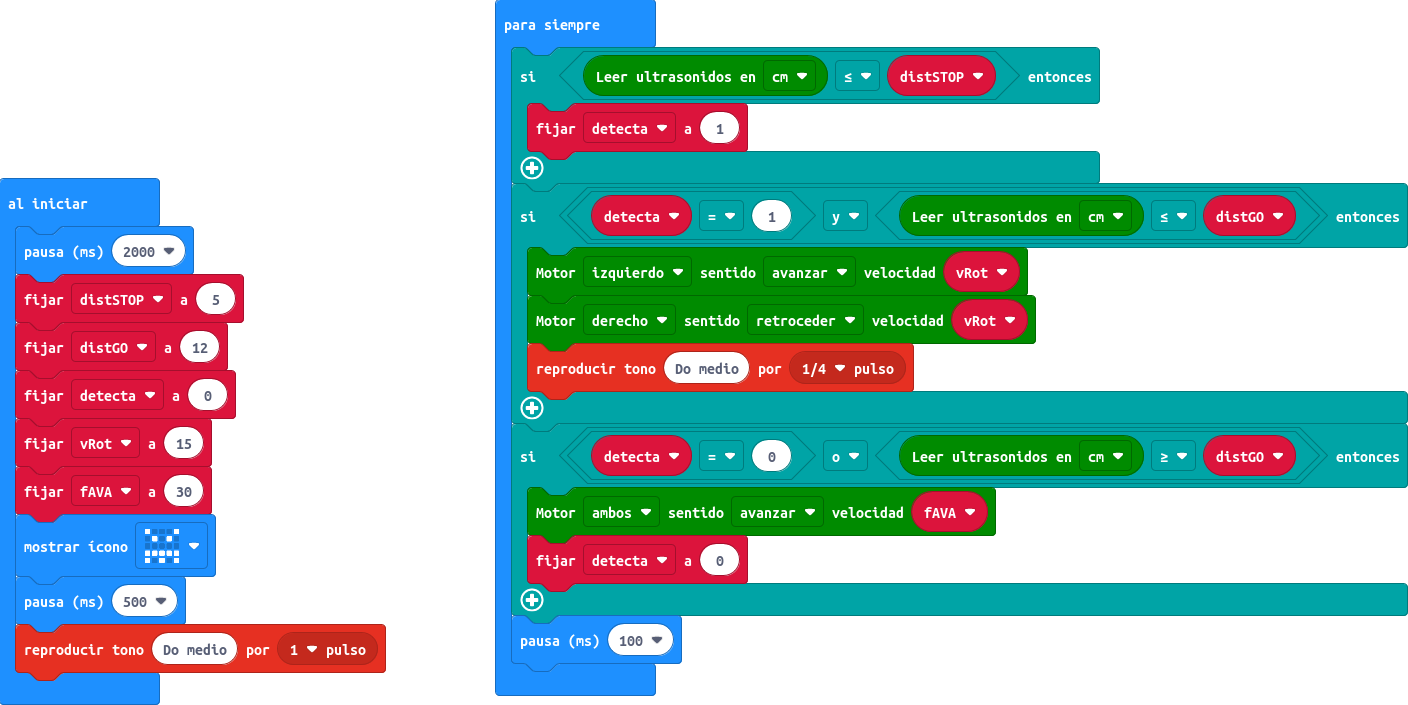 al iniciar
pausa (ms) 2000
fijar distSTOP a 5
fijar distGO a 12
fijar detecta a 0
fijar vRot a 15
fijar fAVA a 30
mostrar ícono
pausa (ms) 500
reproducir tono Do medio por 1 pulso
para siempre
si Leer ultrasonidos en cm ≤ distSTOP entonces
fijar detecta a 1
si detecta = 1 y Leer ultrasonidos en cm ≤ distGO entonces
Motor izquierdo sentido avanzar velocidad vRot
Motor derecho sentido retroceder velocidad vRot
reproducir tono Do medio por 1/4 pulso
si detecta = 0 o Leer ultrasonidos en cm ≥ distGO entonces
Motor ambos sentido avanzar velocidad fAVA
fijar detecta a 0
pausa (ms) 100